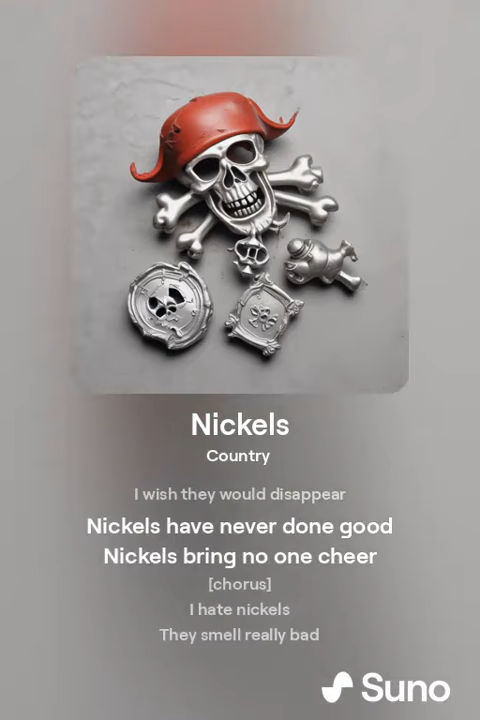 Nickels
Country
I wish they would disappear
Nickels have never done good
Nickels bring no one cheer
[chorus]
I hate nickels
They smell really bad
Suno